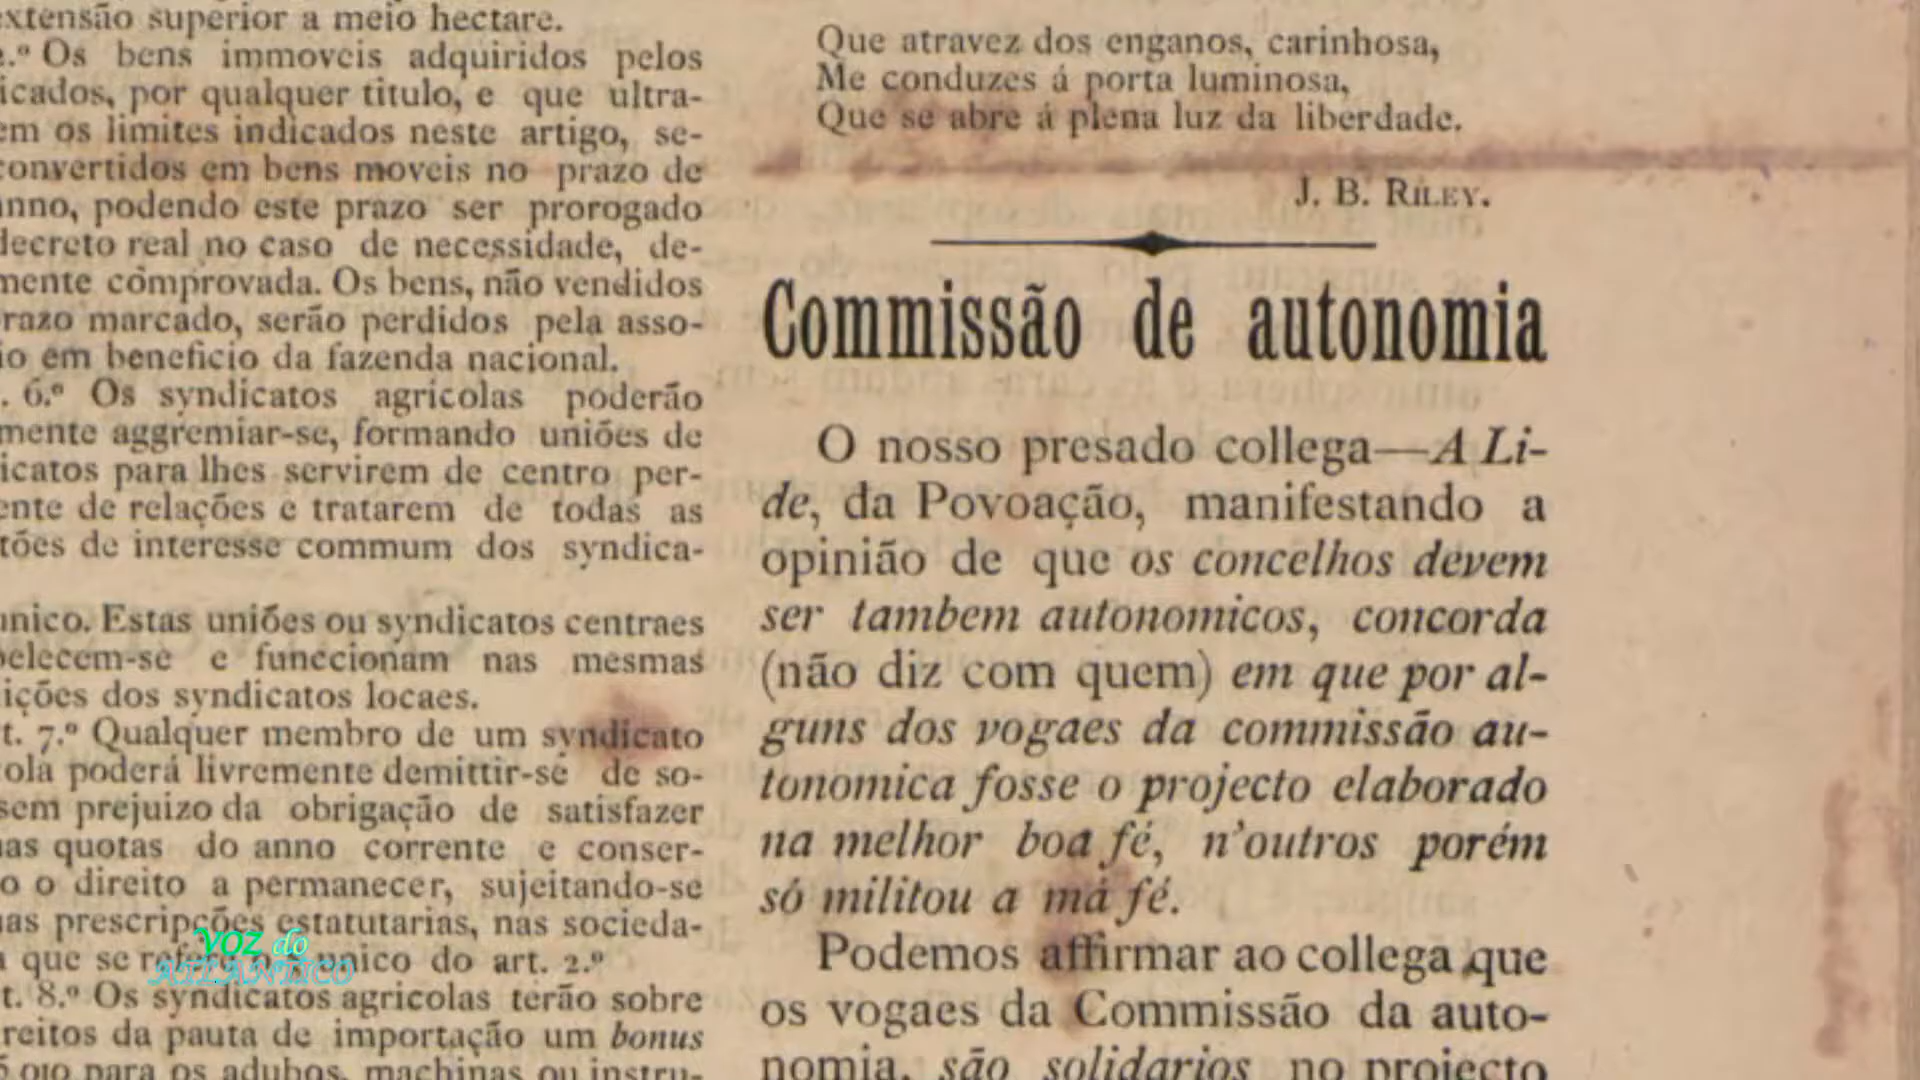 extensão superior a meio hectare.
2.º Os bens immoveis adquiridos pelos
icados, por qualquer titulo, e que ultra-
em os limites indicados neste artigo, se-
convertidos em bens moveis no prazo de
anno, podendo este prazo ser prorogado
decreto real no caso de necessidade, de-
mente comprovada. Os bens, não vendidos
razo marcado, serão perdidos pela asso-
io em beneficio da fazenda nacional.
. 6.º Os syndicatos agricolas poderão
mente aggremiar-se, formando uniões de
icatos para lhes servirem de centro per-
ente de relações e tratarem de todas as
tões de interesse commum dos syndica-
unico. Estas uniões ou syndicatos centraes
belecem-se e funccionam nas mesmas
ições dos syndicatos locaes.
t. 7.º Qualquer membro de um syndicato
ola poderá livremente demittir-se de so-
sem prejuizo da obrigação de satisfazer
as quotas do anno corrente e conser-
o o direito a permanecer, sujeitando-se
as prescripções estatutarias, nas socieda-
a que se refere o unico do art. 2.º
t. 8.º Os syndicatos agricolas terão sobre
reitos da pauta de importação um bonus
5 o|o para os adubos, machinas ou instru-
Que atravez dos enganos, carinhosa,
Me conduzes á porta luminosa,
Que se abre á plena luz da liberdade.
J. B. RILEY.
Commissão de autonomia
O nosso presado collega—A Li-
de, da Povoação, manifestando a
opinião de que os concelhos devem
ser tambem autonomicos, concorda
(não diz com quem) em que por al-
guns dos vogaes da commissão au-
tonomica fosse o projecto elaborado
na melhor boa fé, n'outros porém
só militou a má fé.
Podemos affirmar ao collega que
os vogaes da Commissão da auto-
nomia, são solidarios no projecto
VOZ do
ATLÂNTICO